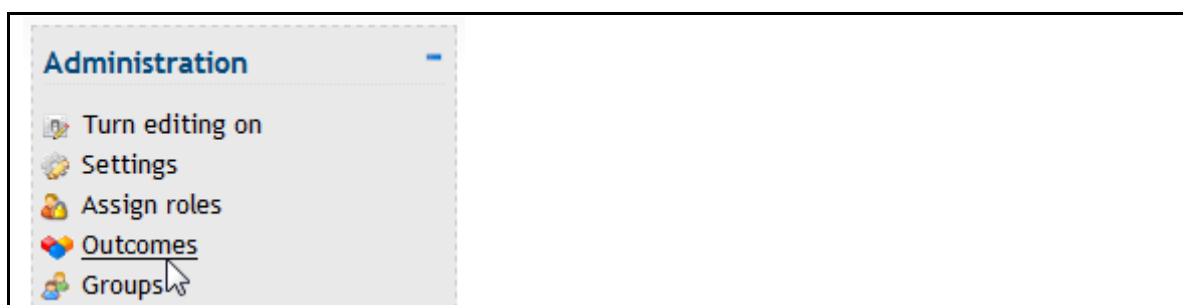 Administration
Turn editing on
Settings
Assign roles
Outcomes
Groups